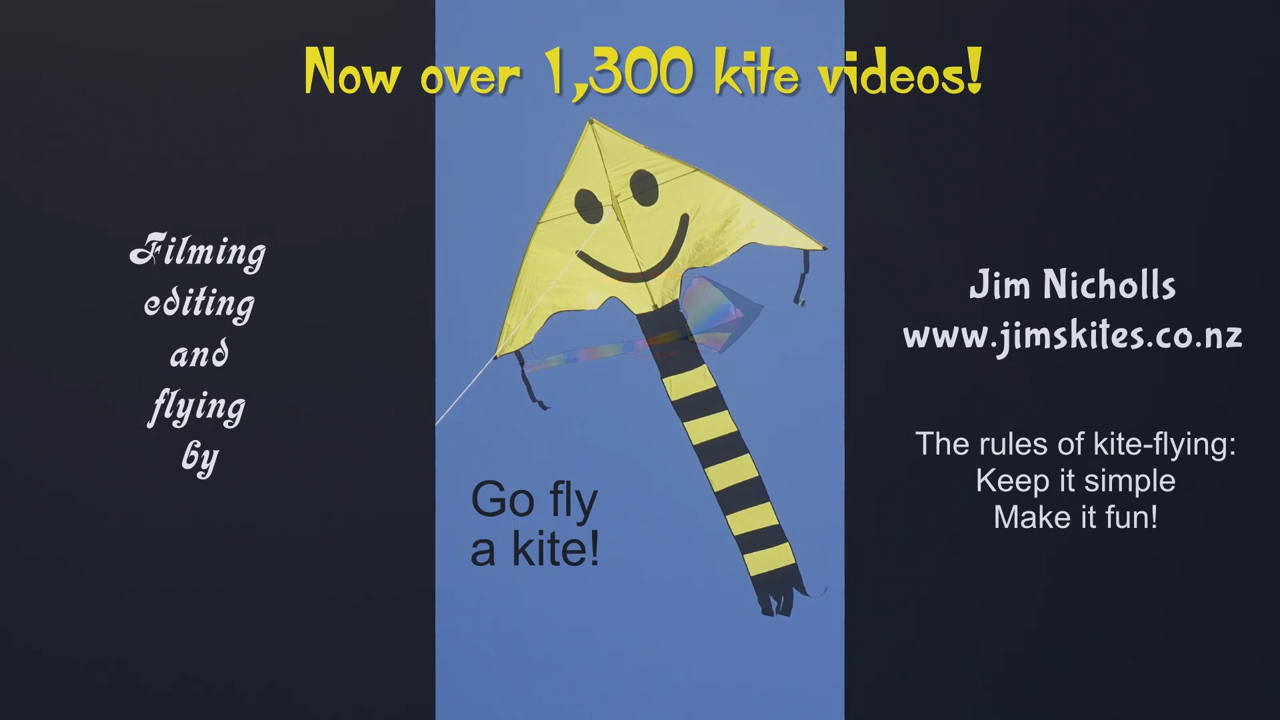 Now over 1,300 kite videos!
Filming
editing
and
flying
by
Go fly
a kite!
Jim Nicholls
www.jimskites.co.nz
The rules of kite-flying:
Keep it simple
Make it fun!